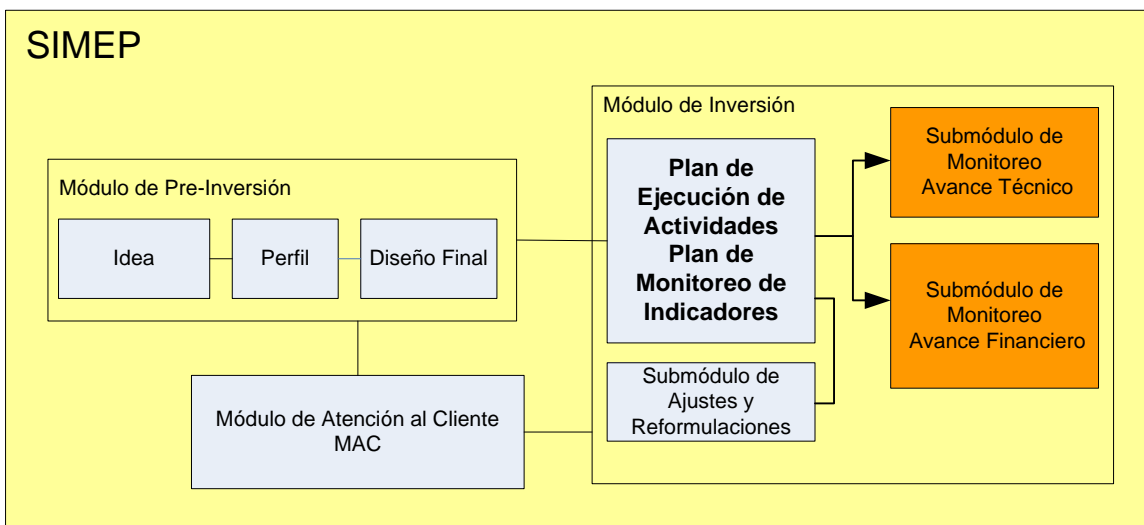 SIMEP
Módulo de Pre-Inversión
Idea
Perfil
Diseño Final
Módulo de Atención al Cliente
MAC
Módulo de Inversión
Plan de
Ejecución de
Actividades
Plan de
Monitoreo de
Indicadores
Submódulo de
Ajustes y
Reformulaciones
Submódulo de
Monitoreo
Avance Técnico
Submódulo de
Monitoreo
Avance Financiero